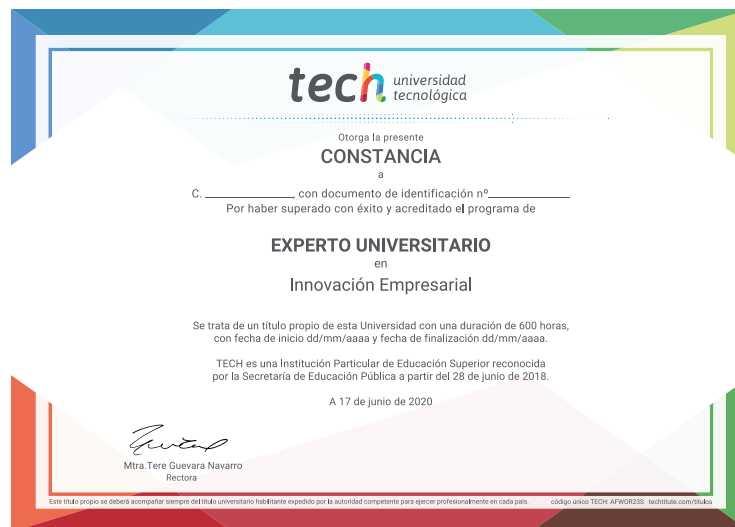 tech universidad
tecnológica
Otorga la presente
CONSTANCIA
a
C. ________________, con documento de identificación nº______________
Por haber superado con éxito y acreditado el programa de
EXPERTO UNIVERSITARIO
en
Innovación Empresarial
Se trata de un título propio de esta Universidad con una duración de 600 horas,
con fecha de inicio dd/mm/aaaa y fecha de finalización dd/mm/aaaa.
TECH es una Institución Particular de Educación Superior reconocida
por la Secretaría de Educación Pública a partir del 28 de junio de 2018.
A 17 de junio de 2020
Mtra.Tere Guevara Navarro
Rectora
Este título propio se deberá acompañar siempre del título universitario habilitante expedido por la autoridad competente para ejercer profesionalmente en cada país. código único TECH: AFWOR23S techtitute.com/titulos